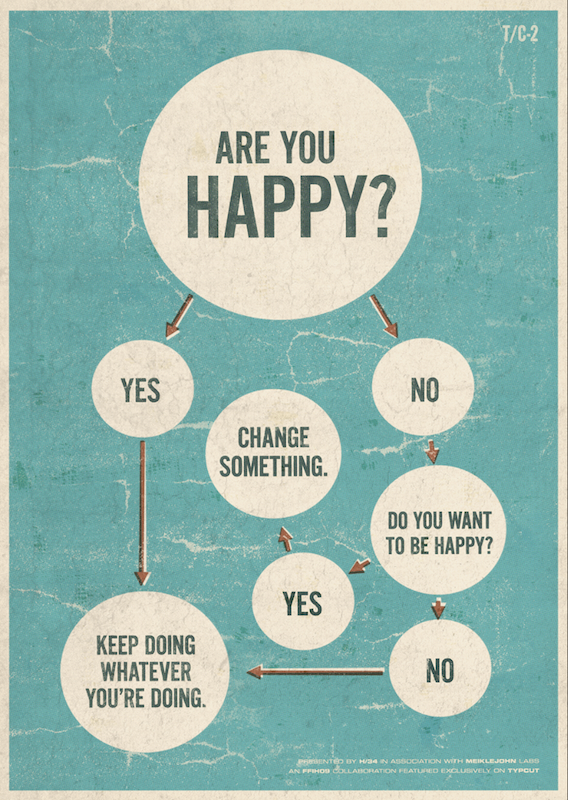 T/C-2
ARE YOU
HAPPY?
YES
NO
CHANGE
SOMETHING.
DO YOU WANT
TO BE HAPPY?
YES
KEEP DOING
WHATEVER
YOU'RE DOING.
NO
PRESENTED BY H/34 IN ASSOCIATION WITH MEIKLEJOHN LABS
AN FFHO9 COLLABORATION FEATURED EXCLUSIVELY ON TYPCUT